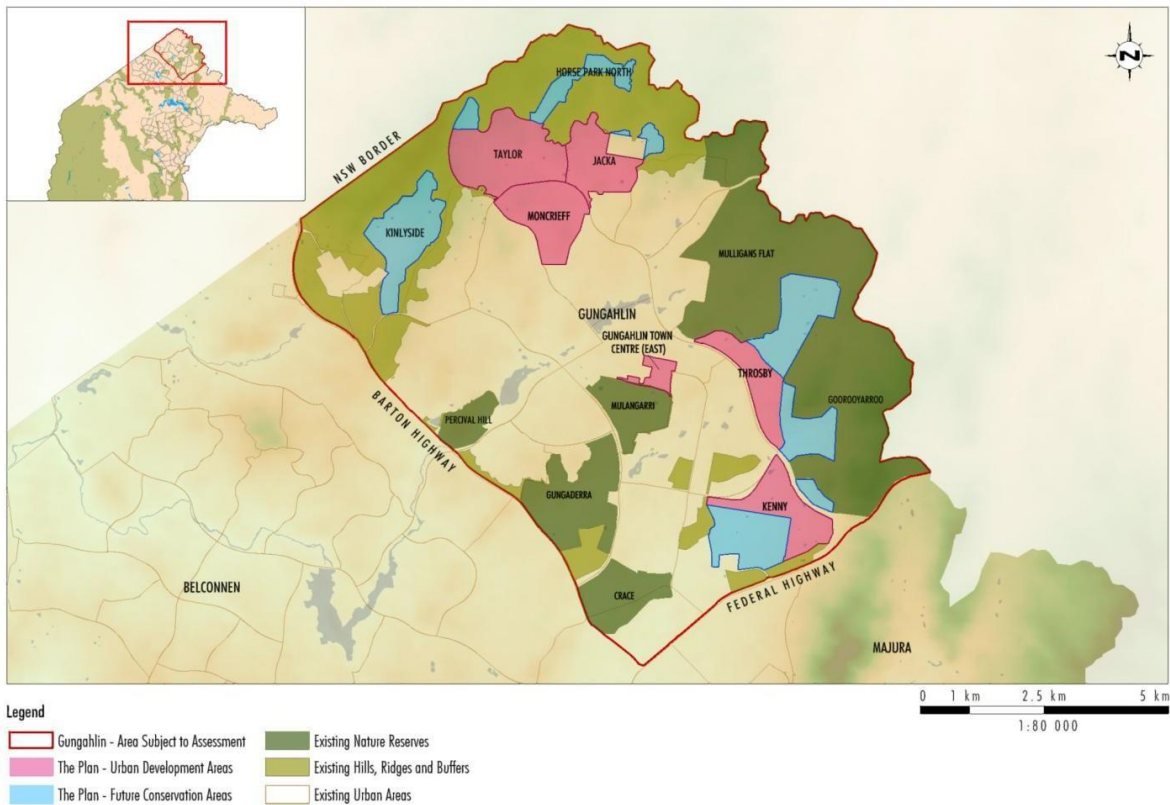 N
HORSE PARK NORTH
NSW BORDER
TAYLOR
JACKA
MONCRIEFF
KINLYSIDE
MULLIGANS FLAT
GUNGAHLIN
GUNGAHLIN TOWN
CENTRE (EAST)
THROSBY
GOOROOYARROO
MULANGARRI
BARTON HIGHWAY
PERCIVAL HILL
GUNGADERRA
KENNY
BELCONNEN
CRACE
FEDERAL HIGHWAY
MAJURA
0 1 km 2.5 km 5 km
1:80 000
Legend
Gungahlin - Area Subject to Assessment
The Plan - Urban Development Areas
The Plan - Future Conservation Areas
Existing Nature Reserves
Existing Hills, Ridges and Buffers
Existing Urban Areas